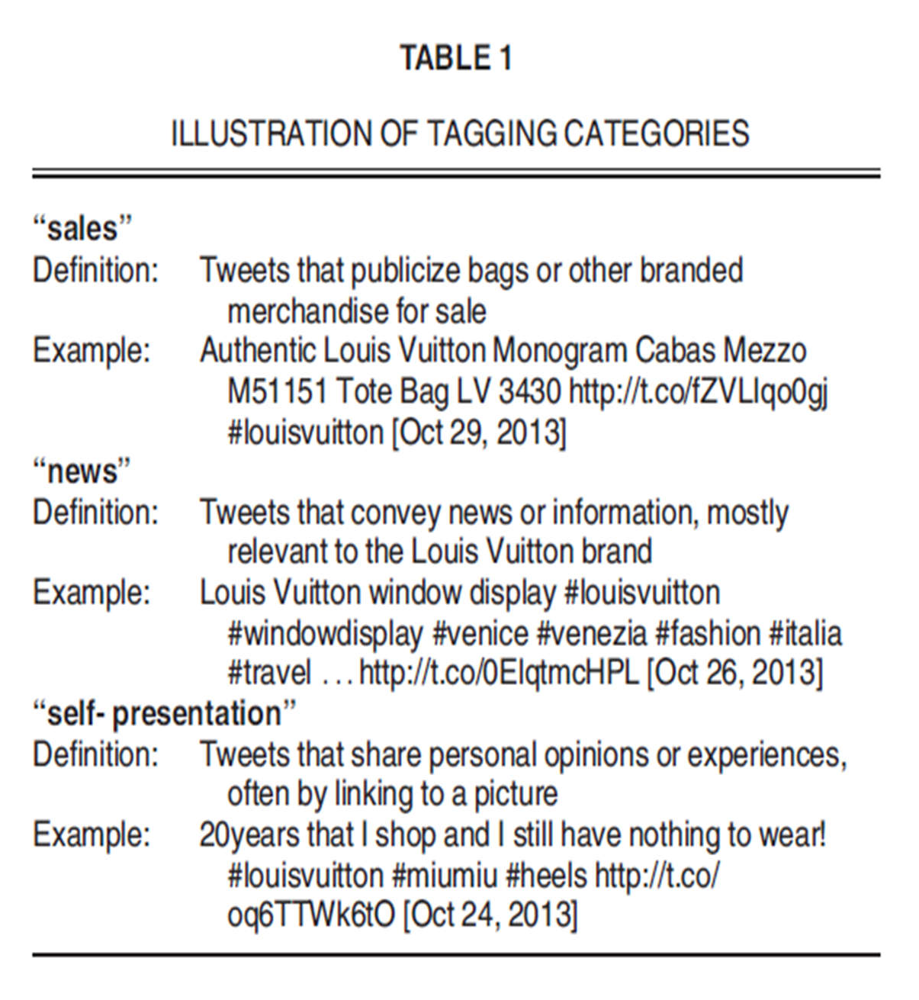 TABLE 1
ILLUSTRATION OF TAGGING CATEGORIES
“sales”
Definition: Tweets that publicize bags or other branded
merchandise for sale
Example: Authentic Louis Vuitton Monogram Cabas Mezzo
M51151 Tote Bag LV 3430 http://t.co/fZVLlqo0gj
#louisvuitton [Oct 29, 2013]
“news”
Definition: Tweets that convey news or information, mostly
relevant to the Louis Vuitton brand
Example: Louis Vuitton window display #louisvuitton
#windowdisplay #venice #venezia #fashion #italia
#travel … http://t.co/0ElqtmcHPL [Oct 26, 2013]
“self- presentation”
Definition: Tweets that share personal opinions or experiences,
often by linking to a picture
Example: 20years that I shop and I still have nothing to wear!
#louisvuitton #miumiu #heels http://t.co/
oq6TTWk6tO [Oct 24, 2013]